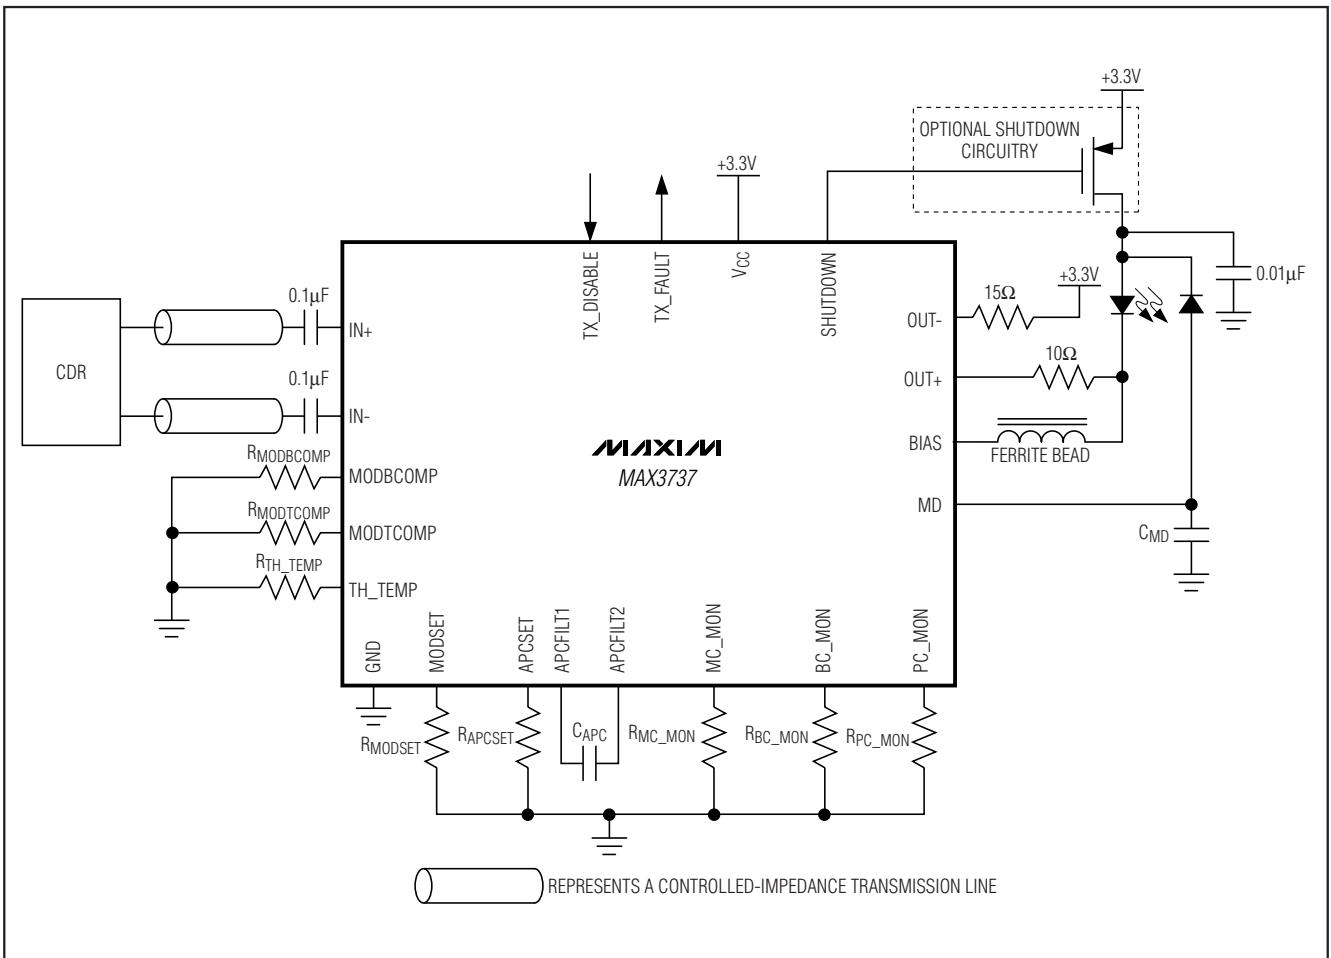 +3.3V
OPTIONAL SHUTDOWN
CIRCUITRY
+3.3V
TX_DISABLE
TX_FAULT
VCC
SHUTDOWN
+3.3V
0.01µF
15Ω
OUT-
10Ω
OUT+
BIAS
FERRITE BEAD
MD
CMD
CDR
0.1µF
IN+
0.1µF
IN-
RMODBCOMP
MODBCOMP
RMODTCOMP
MODTCOMP
RTH_TEMP
TH_TEMP
MAXIM
MAX3737
GND
MODSET
APCSET
APCFILT1
APCFILT2
MC_MON
BC_MON
PC_MON
RMODSET
RAPCSET
CAPC
RMC_MON
RBC_MON
RPC_MON
REPRESENTS A CONTROLLED-IMPEDANCE TRANSMISSION LINE